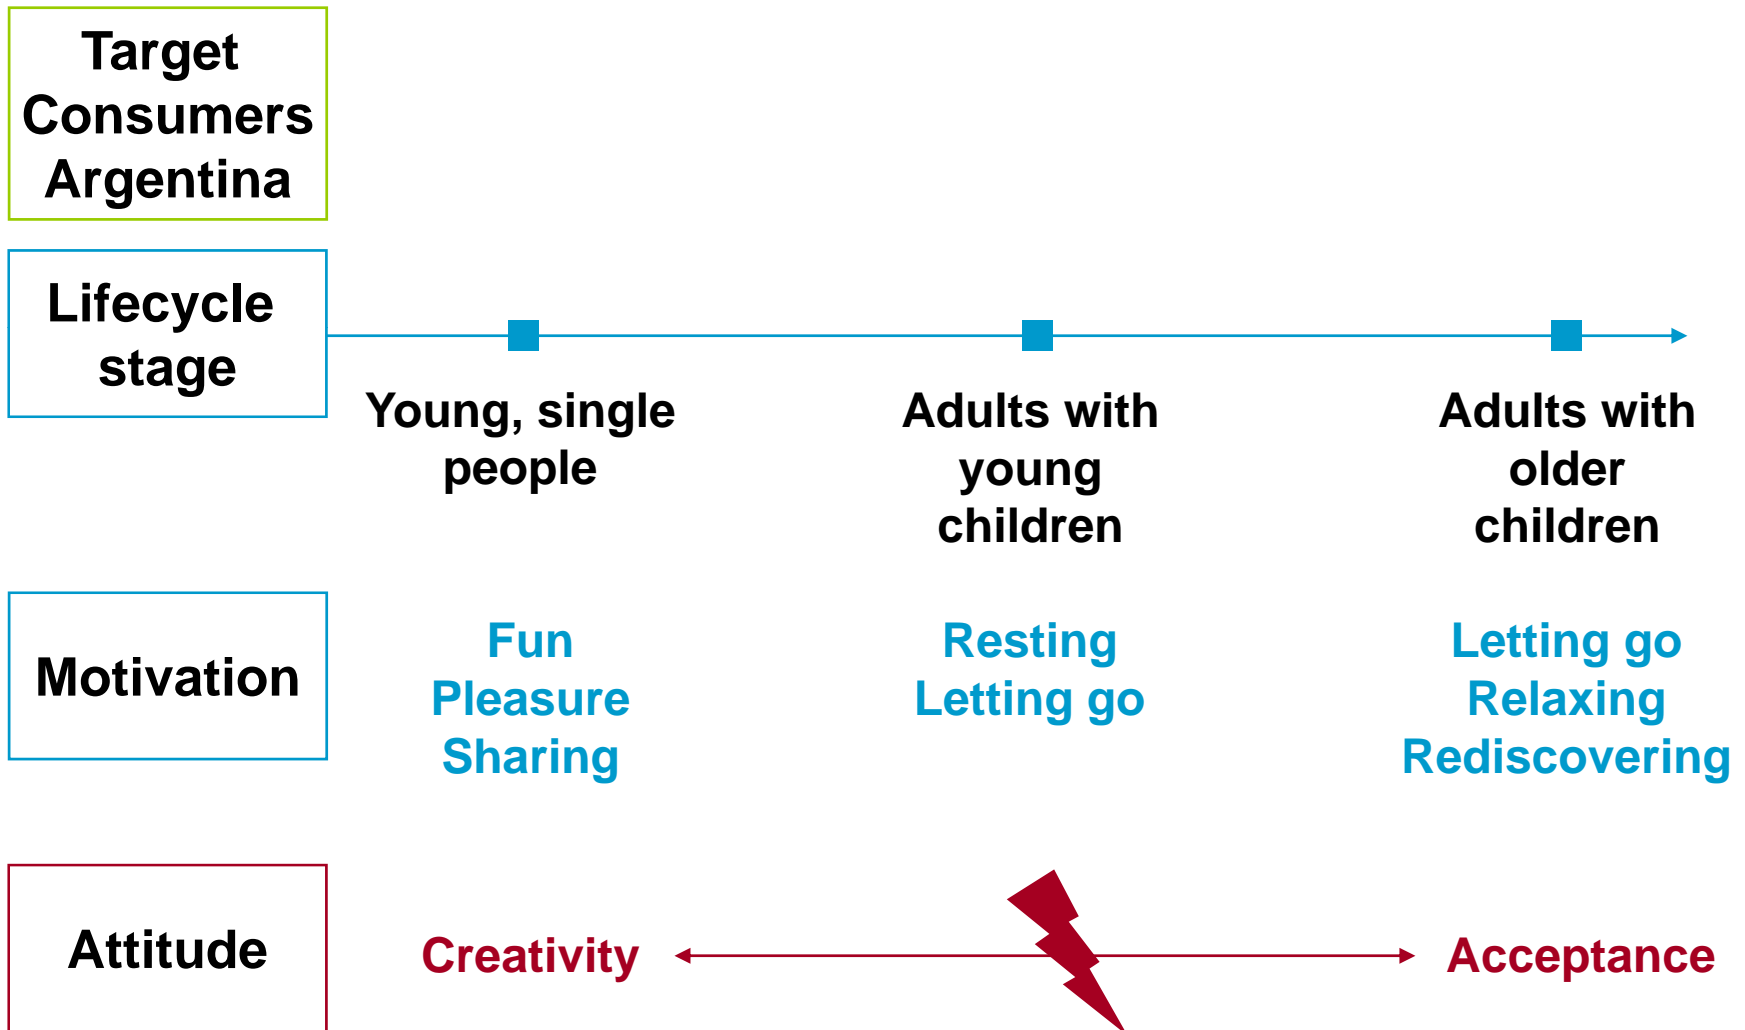 Target
Consumers
Argentina
Lifecycle
stage
Young, single
people
Adults with
young
children
Adults with
older
children
Motivation
Fun
Pleasure
Sharing
Resting
Letting go
Letting go
Relaxing
Rediscovering
Attitude
Creativity
Acceptance